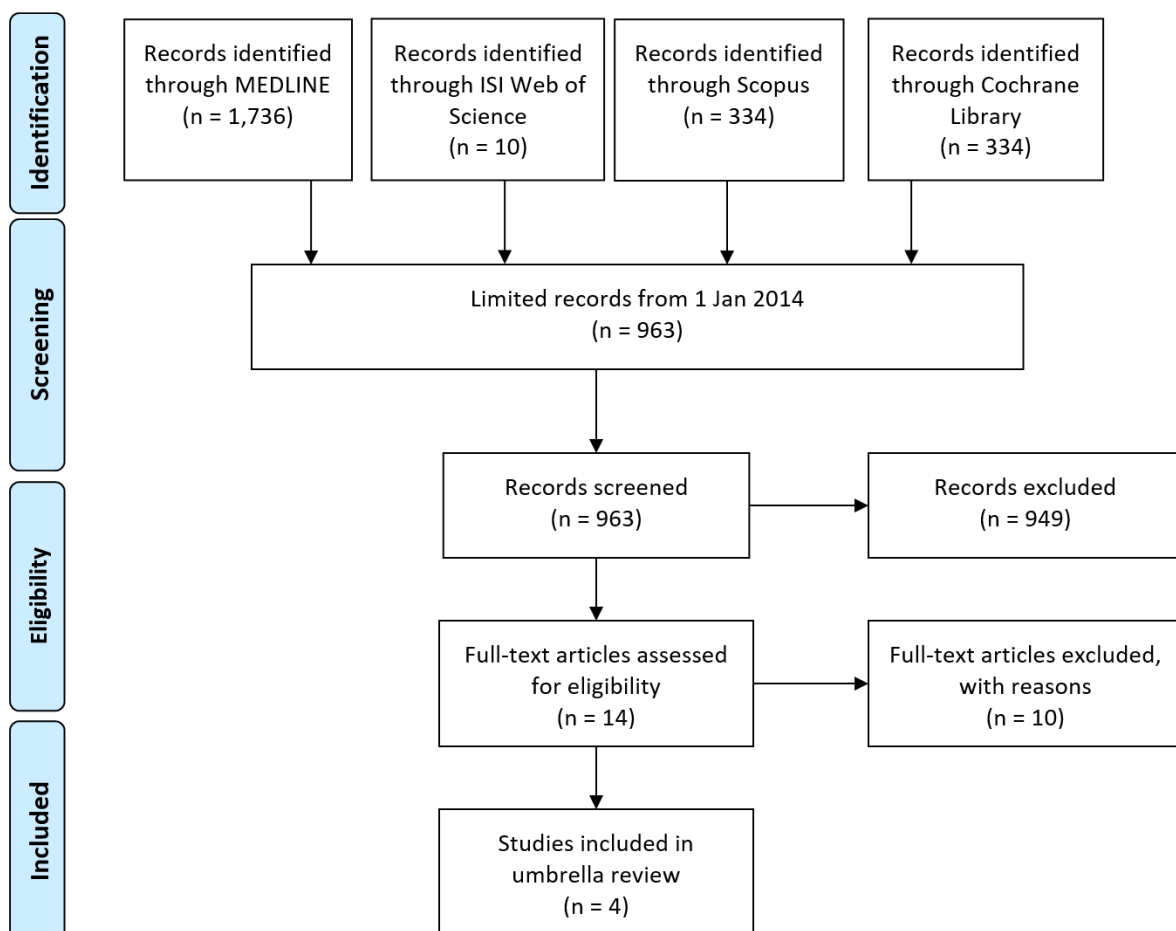 Identification
Records identified
through MEDLINE
(n = 1,736)
Records identified
through ISI Web of
Science
(n = 10)
Records identified
through Scopus
(n = 334)
Records identified
through Cochrane
Library
(n = 334)
Screening
Limited records from 1 Jan 2014
(n = 963)
Eligibility
Records screened
(n = 963)
Records excluded
(n = 949)
Full-text articles assessed
for eligibility
(n = 14)
Full-text articles excluded,
with reasons
(n = 10)
Included
Studies included in
umbrella review
(n = 4)